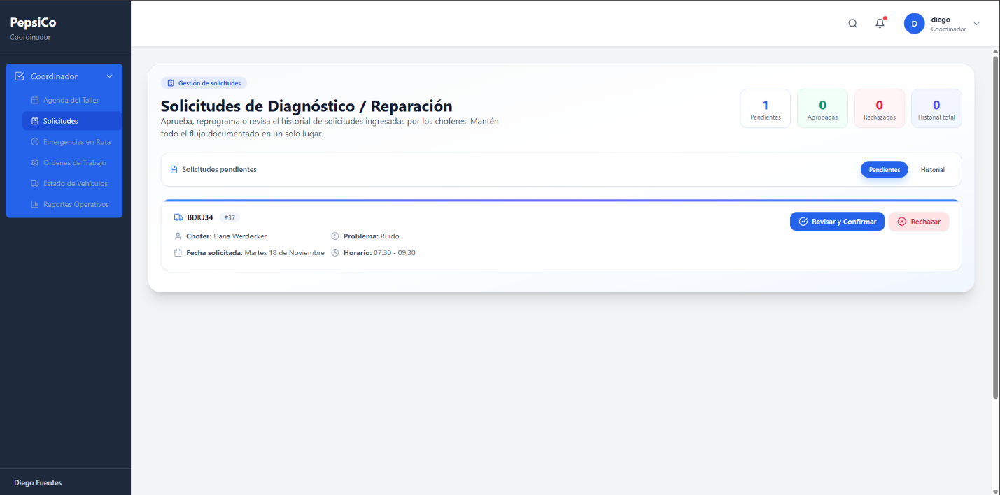 PepsiCo
Coordinador
Coordinador
Agenda del Taller
Solicitudes
Emergencias en Ruta
Órdenes de Trabajo
Estado de Vehículos
Reportes Operativos
Diego Fuentes
D
diego
Coordinador
Gestión de solicitudes
Solicitudes de Diagnóstico / Reparación
Aprueba, reprograma o revisa el historial de solicitudes ingresadas por los choferes. Mantén
todo el flujo documentado en un solo lugar.
1
Pendientes
0
Aprobadas
0
Rechazadas
0
Historial total
Solicitudes pendientes
Pendientes
Historial
BDKJ34 #37
Chofer: Dana Werdecker
Problema: Ruido
Fecha solicitada: Martes 18 de Noviembre
Horario: 07:30 - 09:30
Revisar y Confirmar
Rechazar